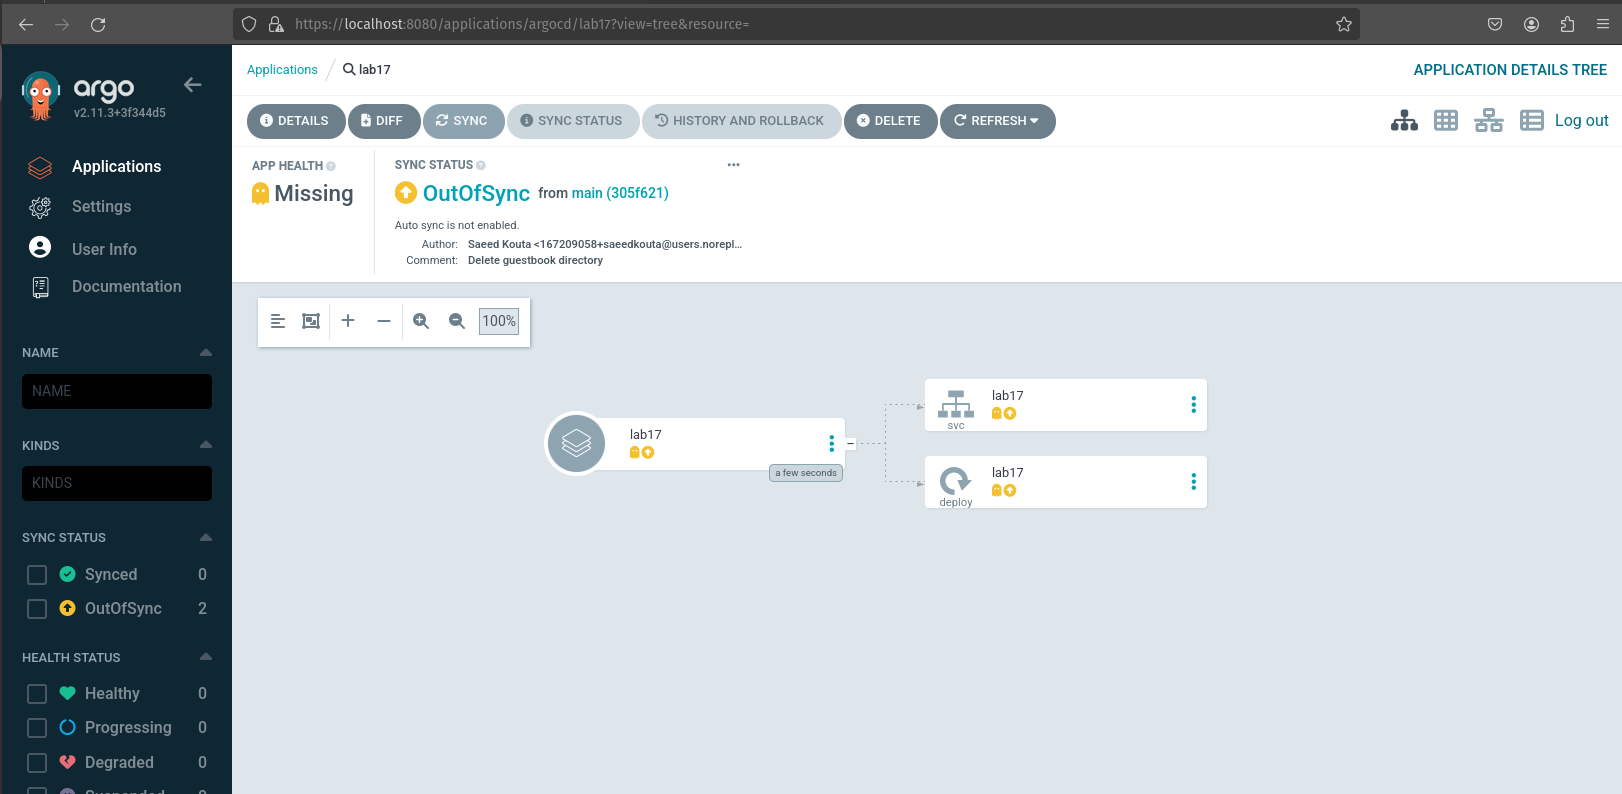 https://localhost:8080/applications/argocd/lab17?view=tree&resource=
argo
v2.11.3+3f344d5
Applications
Settings
User Info
Documentation
NAME
NAME
KINDS
KINDS
SYNC STATUS
Synced 0
OutOfSync 2
HEALTH STATUS
Healthy 0
Progressing 0
Degraded 0
Suspended 0
Applications / lab17
APPLICATION DETAILS TREE
DETAILS DIFF SYNC SYNC STATUS HISTORY AND ROLLBACK DELETE REFRESH
Log out
APP HEALTH
Missing
SYNC STATUS
OutOfSync from main (305f621)
Auto sync is not enabled.
Author: Saeed Kouta <167209058+saeedkouta@users.norepl...
Comment: Delete guestbook directory
100%
lab17
a few seconds
lab17
svc
lab17
deploy